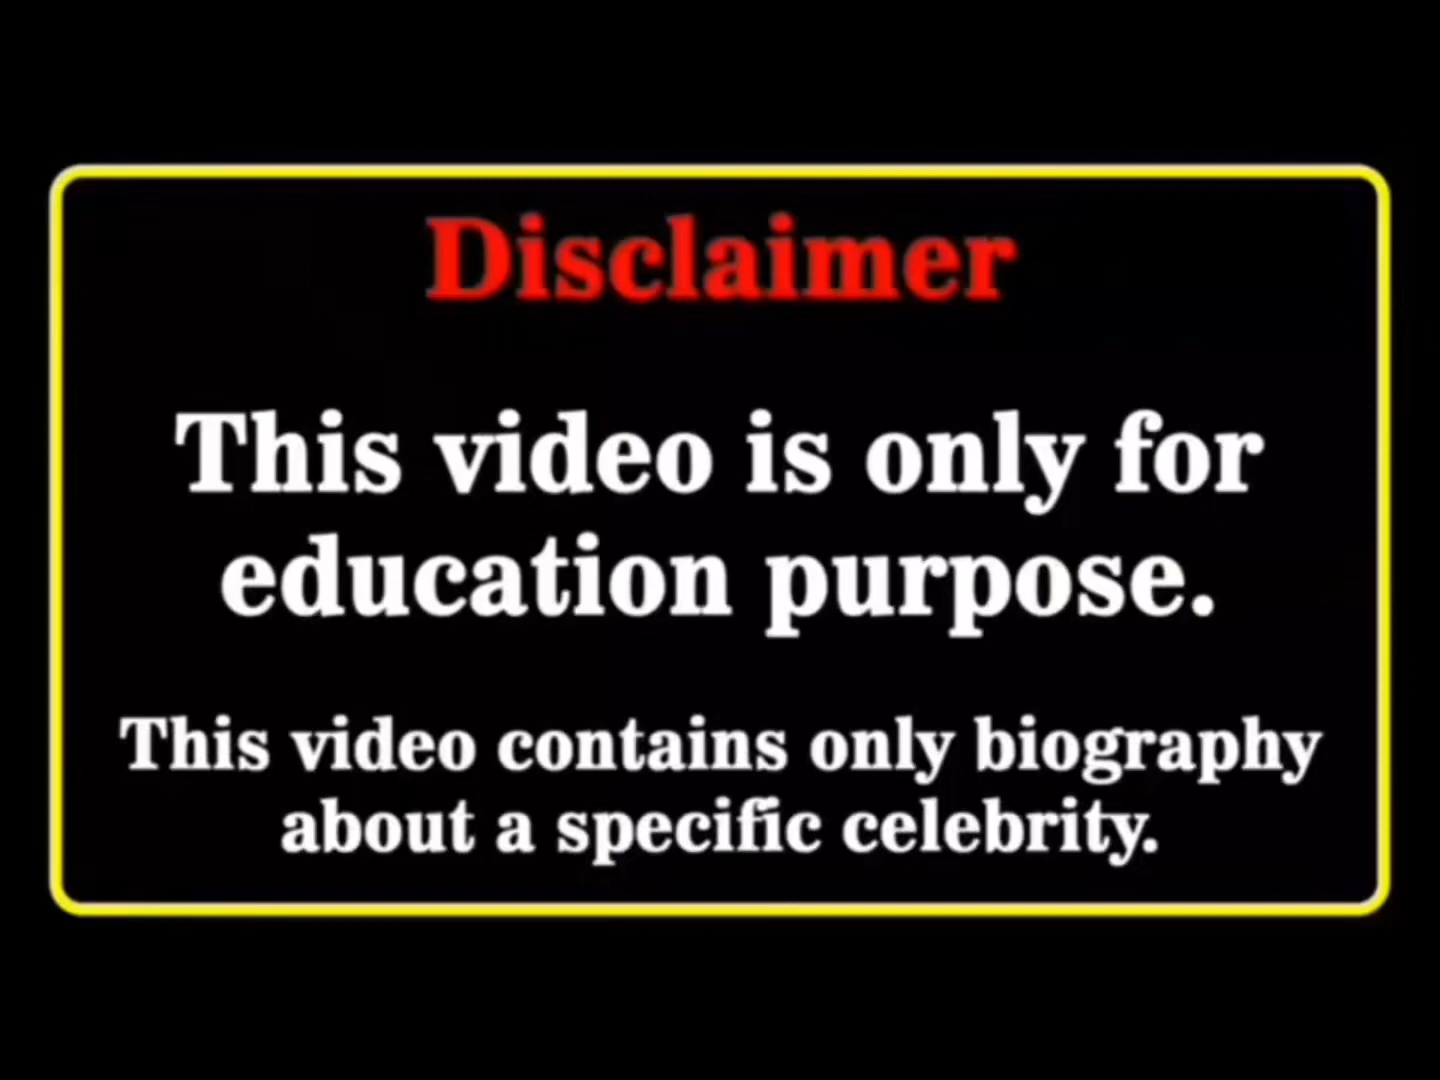 Disclaimer
This video is only for
education purpose.
This video contains only biography
about a specific celebrity.